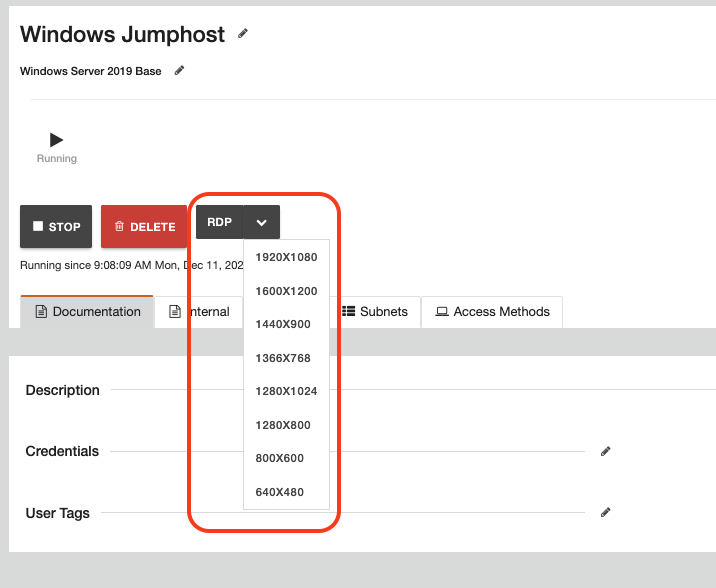 Windows Jumphost
Windows Server 2019 Base
Running
STOP
DELETE
RDP
Running since 9:08:09 AM Mon, Dec 11, 202
1920X1080
1600X1200
1440X900
1366X768
1280X1024
1280X800
800X600
640X480
Documentation
Internal
Subnets
Access Methods
Description
Credentials
User Tags